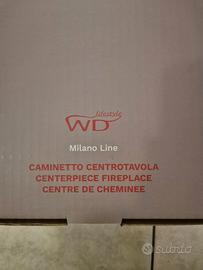 lifestyle
WD
Milano Line
CAMINETTO CENTROTAVOLA
CENTERPIECE FIREPLACE
CENTRE DE CHEMINEE
subito